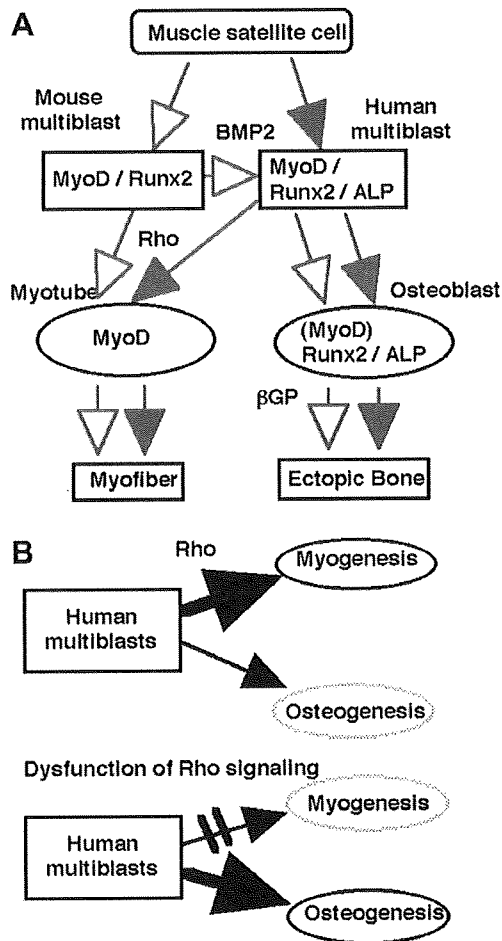 A
Muscle satellite cell
Mouse
multiblast
BMP2
Human
multiblast
MyoD / Runx2
MyoD /
Runx2 / ALP
Rho
Myotube
Osteoblast
MyoD
(MyoD)
Runx2 / ALP
βGP
Myofiber
Ectopic Bone
B
Rho
Myogenesis
Human
multiblasts
Osteogenesis
Dysfunction of Rho signaling
Myogenesis
Human
multiblasts
Osteogenesis